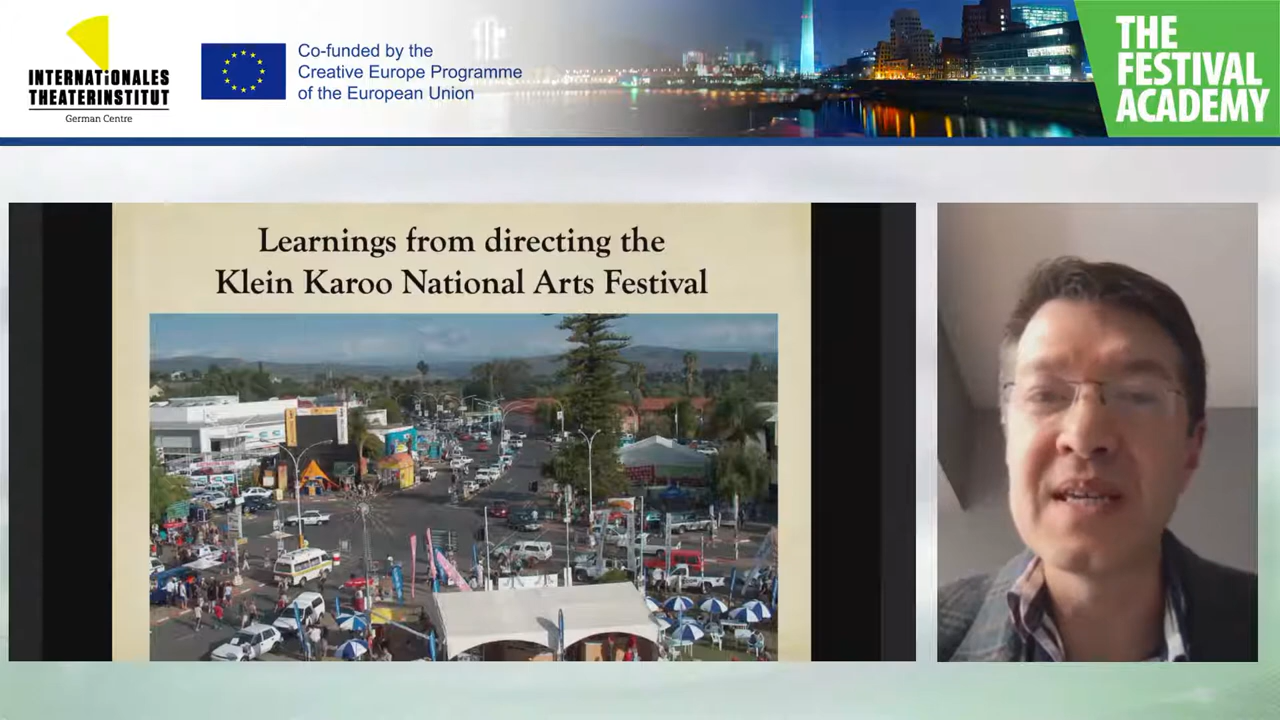 INTERNATiONALES
THEATERINSTITUT
German Centre
Co-funded by the
Creative Europe Programme
of the European Union
THE
FESTIVAL
ACADEMY
Learnings from directing the
Klein Karoo National Arts Festival